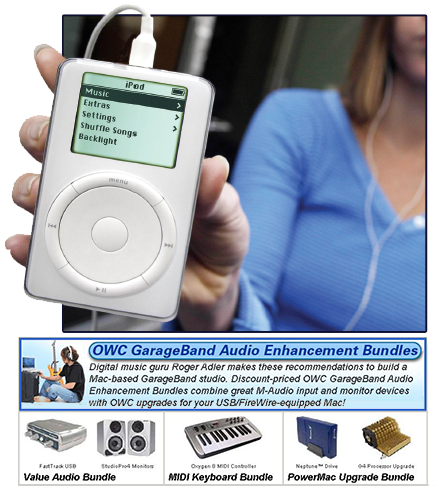 iPod
Music
Extras
Settings
Shuffle Songs
Backlight
menu
OWC GarageBand Audio Enhancement Bundles
Digital music guru Roger Adler makes these recommendations to build a
Mac-based GarageBand studio. Discount-priced OWC GarageBand Audio
Enhancement Bundles combine great M-Audio input and monitor devices
with OWC upgrades for your USB/FireWire-equipped Mac!
FastTrack USB
StudioPro4 Monitors
Oxygen 8 MIDI Controller
Neptune™ Drive
G4 Processor Upgrade
Value Audio Bundle
MIDI Keyboard Bundle
PowerMac Upgrade Bundle